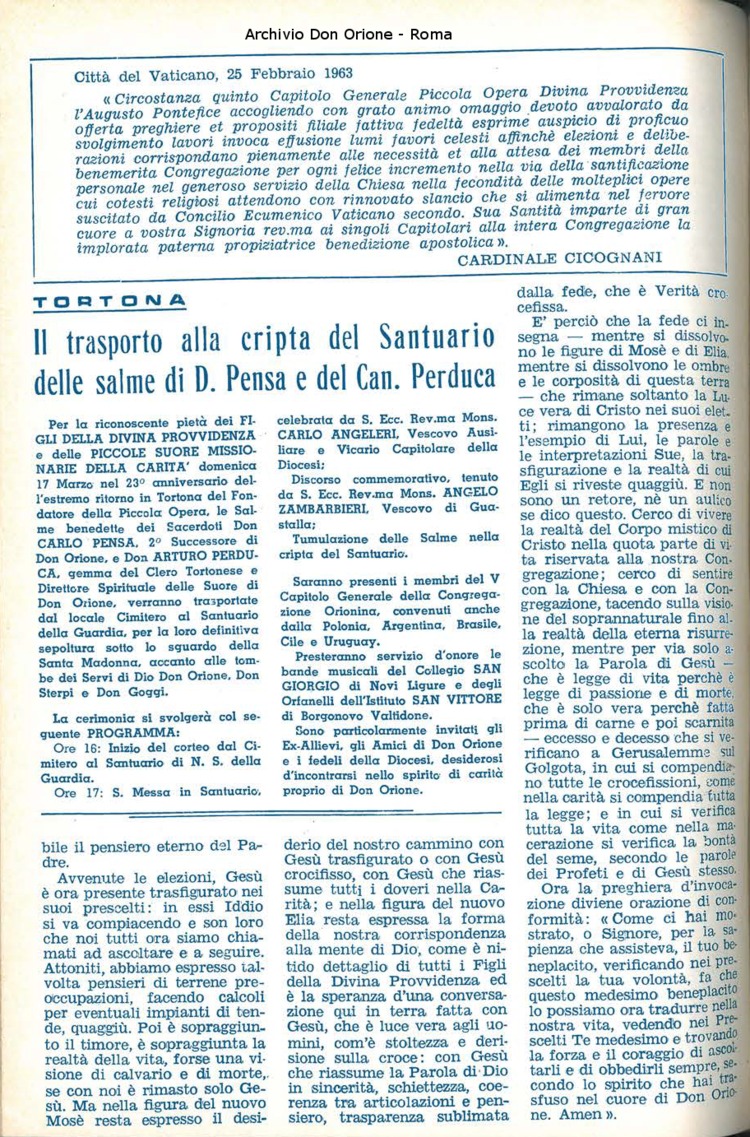 Archivio Don Orione - Roma
Città del Vaticano, 25 Febbraio 1963
« Circostanza quinto Capitolo Generale Piccola Opera Divina Provvidenza
l'Augusto Pontefice accogliendo con grato animo omaggio devoto avvalorato da
offerta preghiere et propositi filiale fattiva fedeltà esprime auspicio di proficuo
svolgimento lavori invoca effusione lumi favori celesti affinchè elezioni e delibe-
razioni corrispondano pienamente alle necessità et alla attesa dei membri della
benemerita Congregazione per ogni felice incremento nella via della santificazione
personale nel generoso servizio della Chiesa nella fecondità delle molteplici opere
cui cotesti religiosi attendono con rinnovato slancio che si alimenta nel fervore
suscitato da Concilio Ecumenico Vaticano secondo. Sua Santità imparte di gran
cuore a vostra Signoria rev.ma ai singoli Capitolari alla intera Congregazione la
implorata paterna propiziatrice benedizione apostolica ».
CARDINALE CICOGNANI
TORTONA
Il trasporto alla cripta del Santuario
delle salme di D. Pensa e del Can. Perduca
Per la riconoscente pietà dei FI-
GLI DELLA DIVINA PROVVIDENZA
e delle PICCOLE SUORE MISSIO-
NARIE DELLA CARITA' domenica
17 Marzo nel 23º anniversario del-
l'estremo ritorno in Tortona del Fon-
datore della Piccola Opera, le Sal-
me benedette dei Sacerdoti Don
CARLO PENSA, 2º Successore di
Don Orione, e Don ARTURO PERDU-
CA, gemma del Clero Tortonese e
Direttore Spirituale delle Suore di
Don Orione, verranno trasportate
dal locale Cimitero al Santuario
della Guardia, per la loro definitiva
sepoltura sotto lo sguardo della
Santa Madonna, accanto alle tom-
be dei Servi di Dio Don Orione, Don
Sterpi e Don Goggi.
La cerimonia si svolgerà col se-
guente PROGRAMMA:
Ore 16: Inizio del corteo dal Ci-
mitero al Santuario di N. S. della
Guardia.
Ore 17: S. Messa in Santuario,
celebrata da S. Ecc. Rev.ma Mons.
CARLO ANGELERI, Vescovo Ausi-
liare e Vicario Capitolare della
Diocesi;
Discorso commemorativo, tenuto
da S. Ecc. Rev.ma Mons. ANGELO
ZAMBARBIERI, Vescovo di Gua-
stalla;
Tumulazione delle Salme nella
cripta del Santuario.
Saranno presenti i membri del V
Capitolo Generale della Congrega-
zione Orionina, convenuti anche
dalla Polonia, Argentina, Brasile,
Cile e Uruguay.
Presteranno servizio d'onore le
bande musicali del Collegio SAN
GIORGIO di Novi Ligure e degli
Orfanelli dell'Istituto SAN VITTORE
di Borgonovo Valtidone.
Sono particolarmente invitati gli
Ex-Allievi, gli Amici di Don Orione
e i fedeli della Diocesi, desiderosi
d'incontrarsi nello spirito di carità
proprio di Don Orione.
bile il pensiero eterno del Pa-
dre.
Avvenute le elezioni, Gesù
è ora presente trasfigurato nei
suoi prescelti: in essi Iddio
si va compiacendo e son loro
che noi tutti ora siamo chia-
mati ad ascoltare e a seguire.
Attoniti, abbiamo espresso tal-
volta pensieri di terrene pre-
occupazioni, facendo calcoli
per eventuali impianti di ten-
de, quaggiù. Poi è sopraggiun-
to il timore, è sopraggiunta la
realtà della vita, forse una vi-
sione di calvario e di morte,
se con noi è rimasto solo Ge-
sù. Ma nella figura del nuovo
Mosè resta espresso il desi-
derio del nostro cammino con
Gesù trasfigurato o con Gesù
crocifisso, con Gesù che rias-
sume tutti i doveri nella Ca-
rità; e nella figura del nuovo
Elia resta espressa la forma
della nostra corrispondenza
alla mente di Dio, come è ni-
tido dettaglio di tutti i Figli
della Divina Provvidenza ed
è la speranza d'una conversa-
zione qui in terra fatta con
Gesù, che è luce vera agli uo-
mini, com'è stoltezza e deri-
sione sulla croce: con Gesù
che riassume la Parola di Dio
in sincerità, schiettezza, coe-
renza tra articolazioni e pen-
siero, trasparenza sublimata
dalla fede, che è Verità cro-
cefissa.
E' perciò che la fede ci in-
segna — mentre si dissolvo-
no le figure di Mosè e di Elia,
mentre si dissolvono le ombre
e le corposità di questa terra
— che rimane soltanto la Lu-
ce vera di Cristo nei suoi elet-
ti; rimangono la presenza e
l'esempio di Lui, le parole e
le interpretazioni Sue, la tra-
sfigurazione e la realtà di cui
Egli si riveste quaggiù. E non
sono un retore, nè un aulico
se dico questo. Cerco di vivere
la realtà del Corpo mistico di
Cristo nella quota parte di vi-
ta riservata alla nostra Con-
gregazione; cerco di sentire
con la Chiesa e con la Con-
gregazione, tacendo sulla visio-
ne del soprannaturale fino al-
la realtà della eterna risurre-
zione, mentre per via solo a-
scolto la Parola di Gesù —
che è legge di vita perchè è
legge di passione e di morte,
che è solo vera perchè fatta
prima di carne e poi scarnita
— eccesso e decesso che si ve-
rificano a Gerusalemme sul
Golgota, in cui si compendia-
no tutte le crocefissioni, come
nella carità si compendia tutta
la legge; e in cui si verifica
tutta la vita come nella ma-
cerazione si verifica la bontà
del seme, secondo le parole
dei Profeti e di Gesù stesso.
Ora la preghiera d'invoca-
zione diviene orazione di con-
formità: « Come ci hai mo-
strato, o Signore, per la sa-
pienza che assisteva, il tuo be-
neplacito, verificando nei pre-
scelti la tua volontà, fa che
questo medesimo beneplacito
lo possiamo ora tradurre nella
nostra vita, vedendo nei Pre-
scelti Te medesimo e trovando
la forza e il coraggio di ascol-
tarli e di obbedirli sempre, se-
condo lo spirito che hai tra-
sfuso nel cuore di Don Orio-
ne. Amen ».